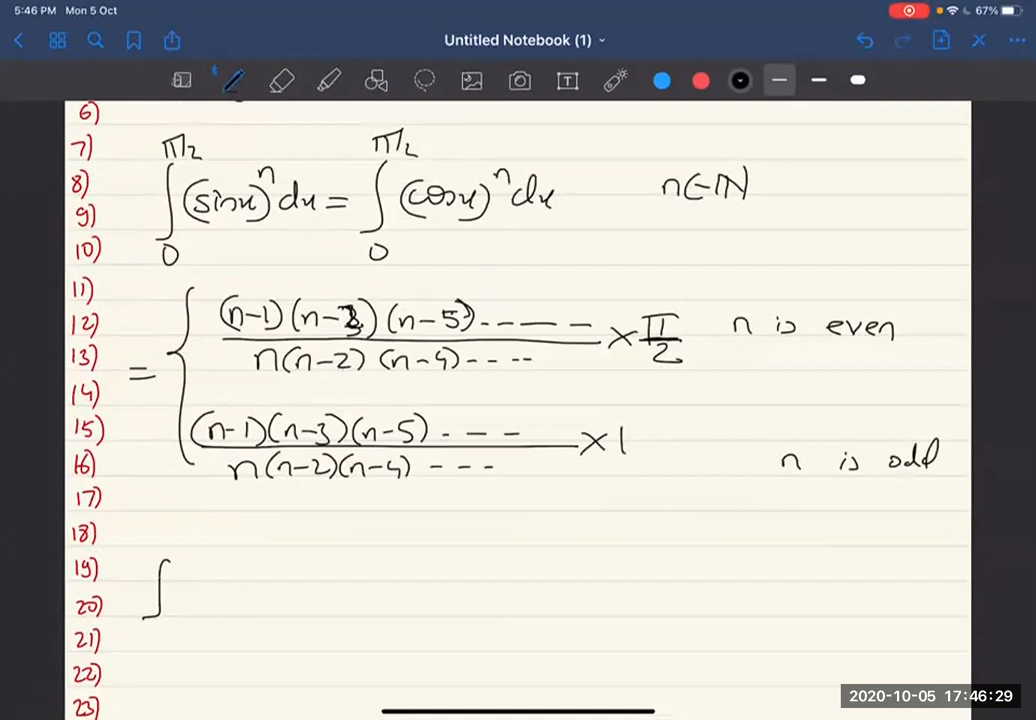 5:46 PM Mon 5 Oct 67%
Untitled Notebook (1)
6)
7) π/2 π/2
8) ∫ (sinx)^n dx = ∫ (cosx)^n dx n∈ℕ
9)
10) 0 0
11)
12) (n-1)(n-3)(n-5)------ × π/2 n is even
13) = { n(n-2)(n-4)----
14)
15) (n-1)(n-3)(n-5)---- ×1
16) n(n-2)(n-4)--- n is odd
17)
18)
19) ∫
20)
21)
22)
23)
2020-10-05 17:46:29